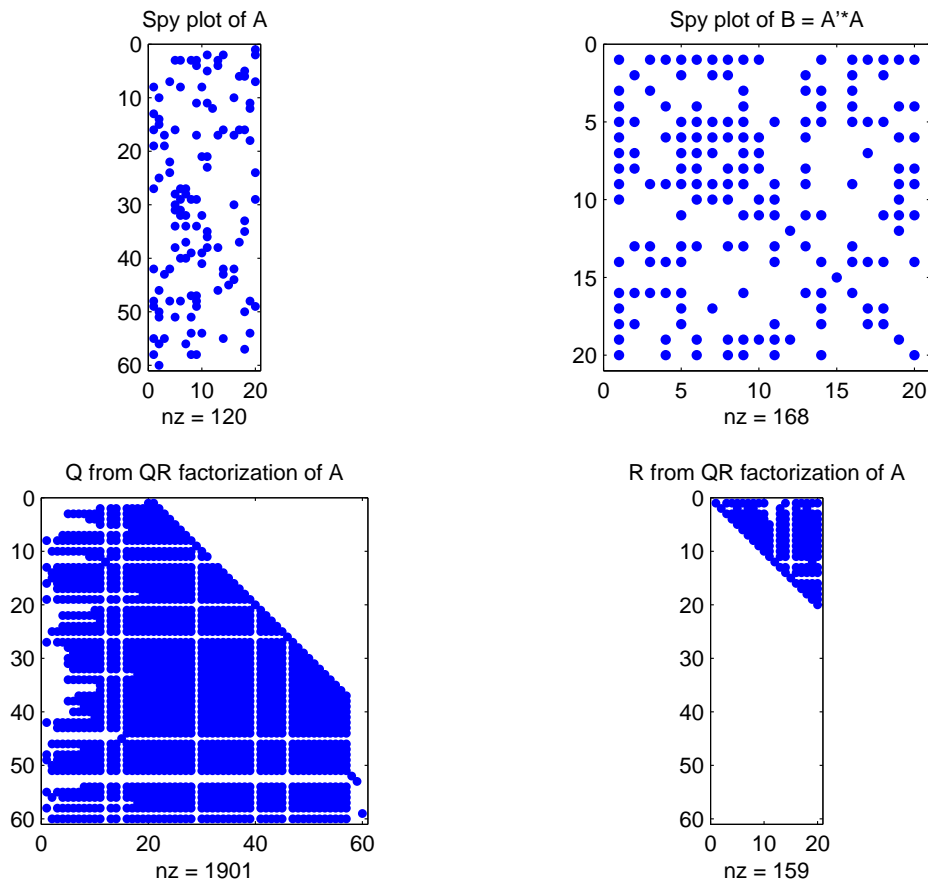 Spy plot of A
0
10
20
30
40
50
60
0 10 20
nz = 120
Spy plot of B = A'*A
0
5
10
15
20
0 5 10 15 20
nz = 168
Q from QR factorization of A
0
10
20
30
40
50
60
0 20 40 60
nz = 1901
R from QR factorization of A
0
10
20
30
40
50
60
0 10 20
nz = 159